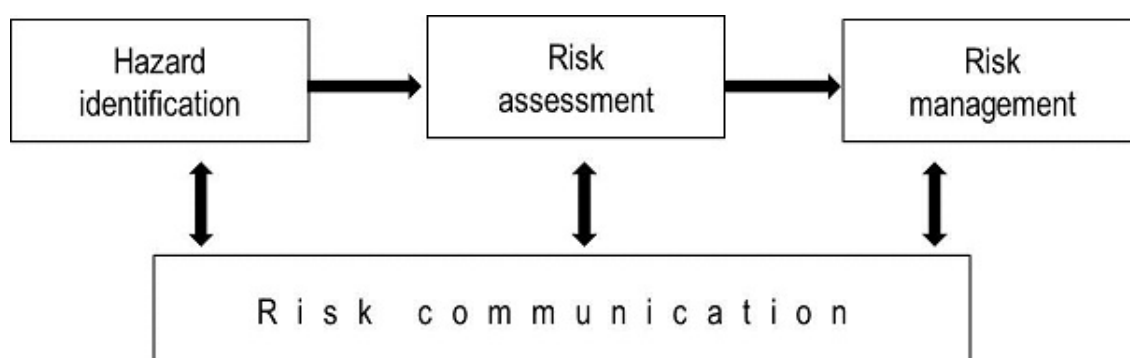 Hazard
identification
Risk
assessment
Risk
management
Risk communication